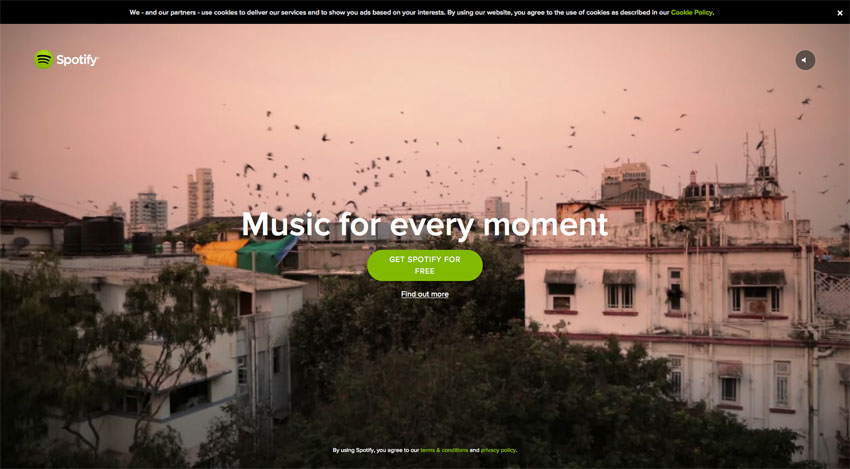 We - and our partners - use cookies to deliver our services and to show you ads based on your interests. By using our website, you agree to the use of cookies as described in our Cookie Policy.
Spotify
Music for every moment
GET SPOTIFY FOR
FREE
Find out more
By using Spotify, you agree to our terms & conditions and privacy policy.